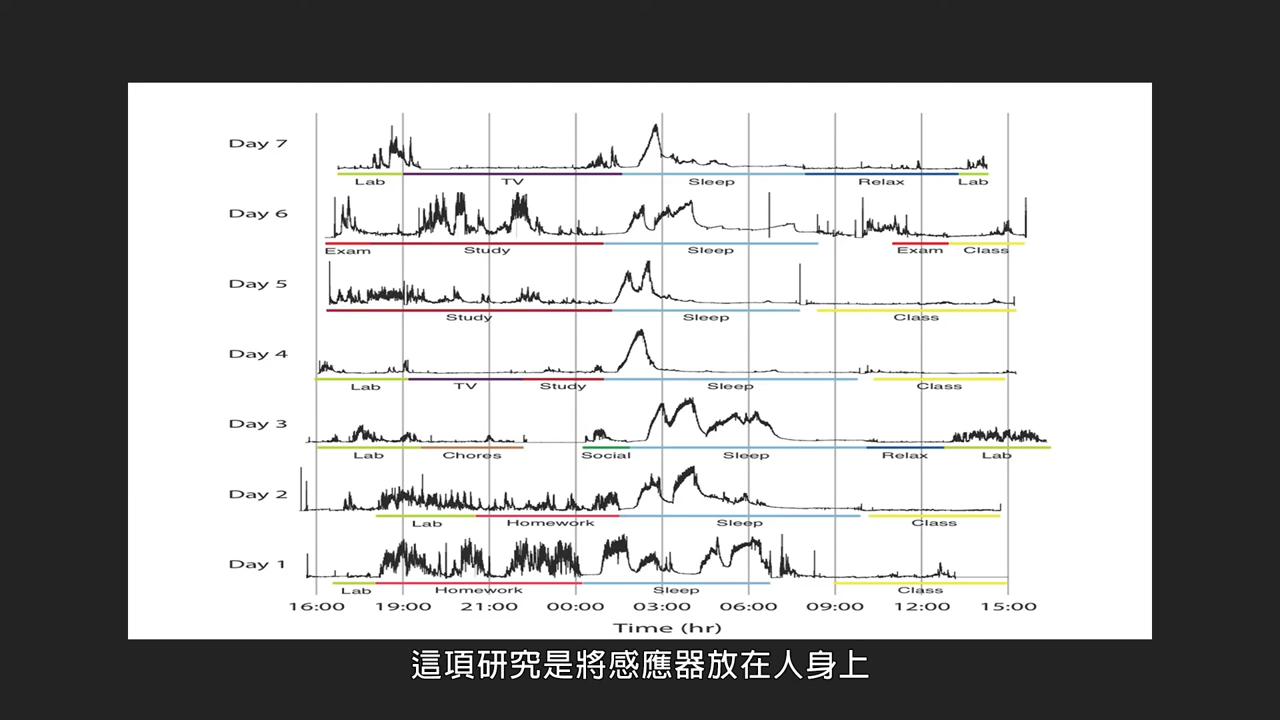 Day 7
Lab TV Sleep Relax Lab
Day 6
Exam Study Sleep Exam Class
Day 5
Study Sleep Class
Day 4
Lab TV Study Sleep Class
Day 3
Lab Chores Social Sleep Relax Lab
Day 2
Lab Homework Sleep Class
Day 1
Lab Homework Sleep Class
16:00 19:00 21:00 00:00 03:00 06:00 09:00 12:00 15:00
Time (hr)
這項研究是將感應器放在人身上